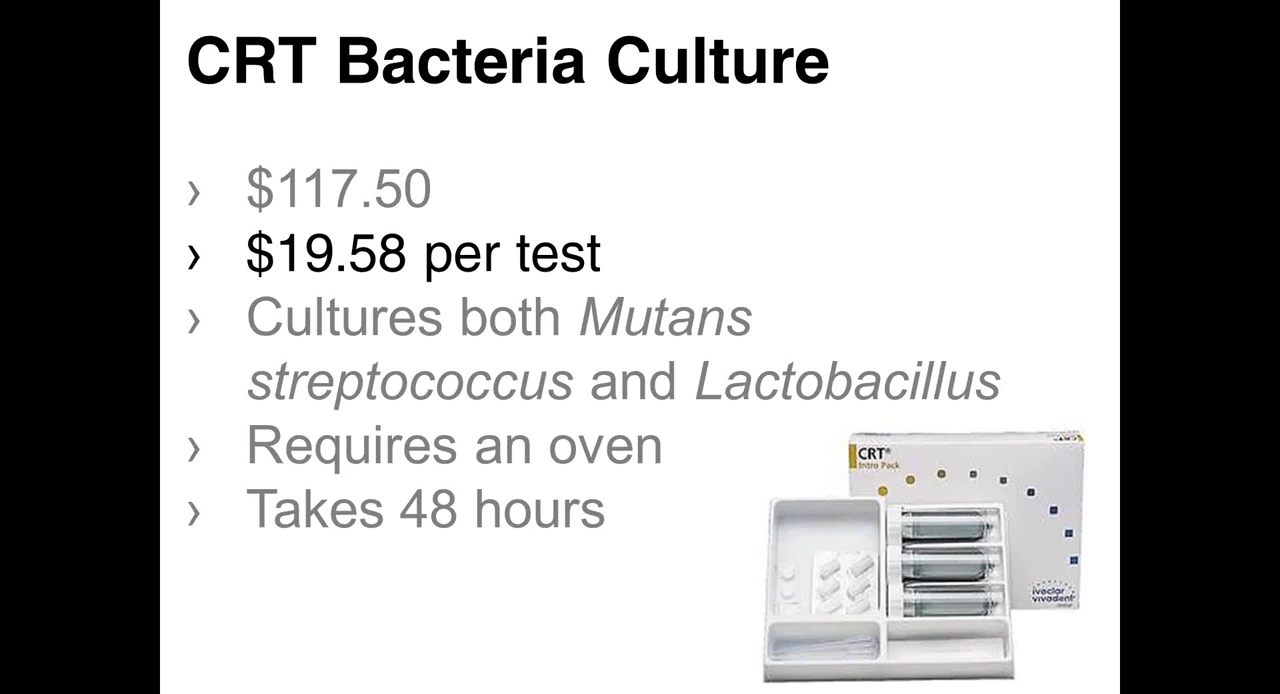 CRT Bacteria Culture
› $117.50
› $19.58 per test
› Cultures both Mutans
streptococcus and Lactobacillus
› Requires an oven
› Takes 48 hours
CRT®
Intro Pack
ivoclar
vivadent